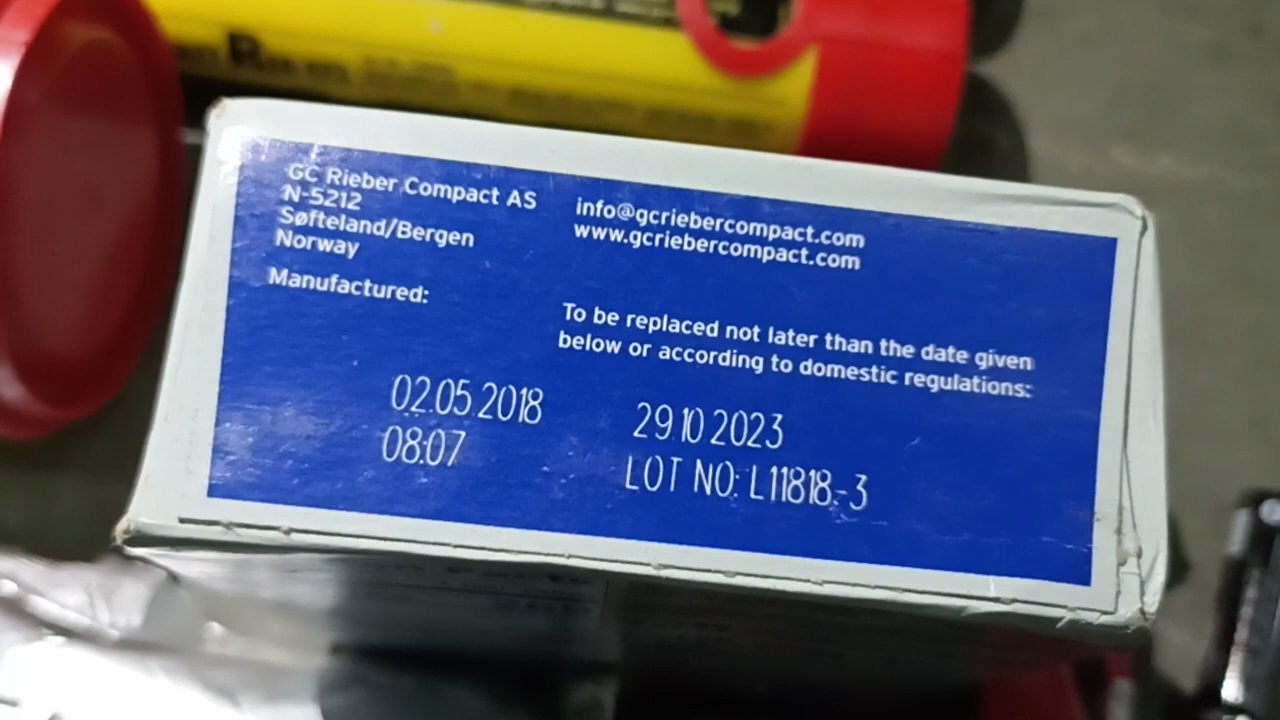 GC Rieber Compact AS
N-5212
Søfteland/Bergen
Norway
info@gcriebercompact.com
www.gcriebercompact.com
Manufactured:
To be replaced not later than the date given
below or according to domestic regulations:
02.05.2018
08:07
29.10.2023
LOT NO: L11818-3